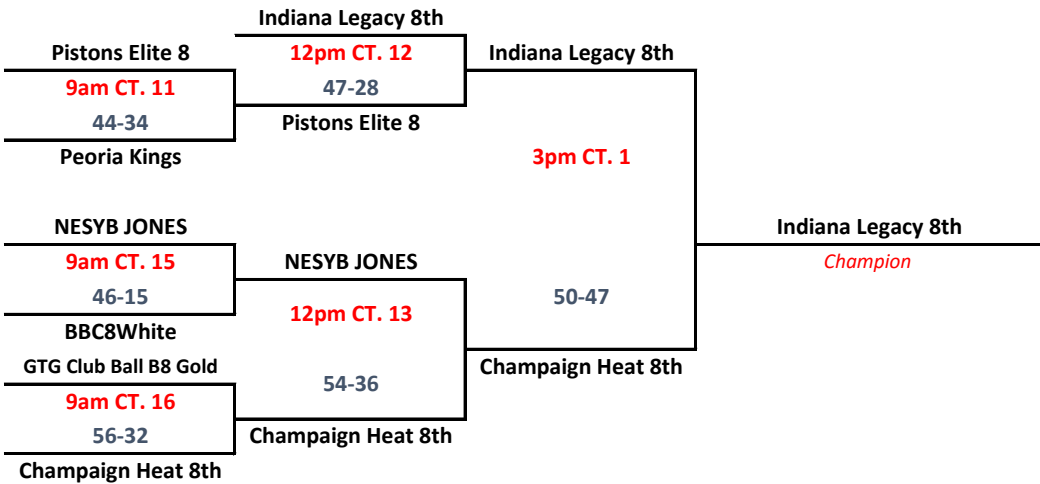 Indiana Legacy 8th
Pistons Elite 8
12pm CT. 12
Indiana Legacy 8th
9am CT. 11
47-28
44-34
Pistons Elite 8
Peoria Kings
3pm CT. 1
NESYB JONES
Indiana Legacy 8th
9am CT. 15
NESYB JONES
Champion
46-15
50-47
12pm CT. 13
BBC8White
GTG Club Ball B8 Gold
Champaign Heat 8th
54-36
9am CT. 16
56-32
Champaign Heat 8th
Champaign Heat 8th